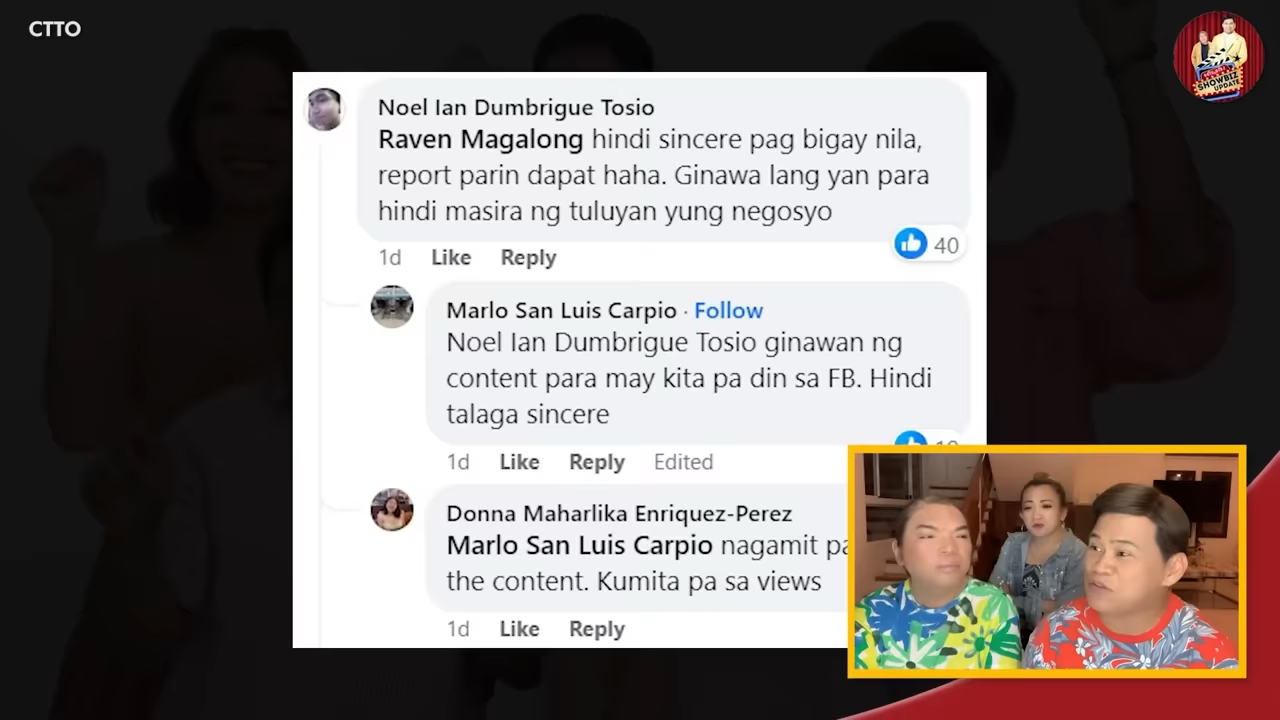 CTTO
SHOWBIZ
UPDATE
Noel Ian Dumbrigue Tosio
Raven Magalong hindi sincere pag bigay nila,
report parin dapat haha. Ginawa lang yan para
hindi masira ng tuluyan yung negosyo
40
1d Like Reply
Marlo San Luis Carpio · Follow
Noel Ian Dumbrigue Tosio ginawan ng
content para may kita pa din sa FB. Hindi
talaga sincere
1d Like Reply Edited
Donna Maharlika Enriquez-Perez
Marlo San Luis Carpio nagamit pa
the content. Kumita pa sa views
1d Like Reply